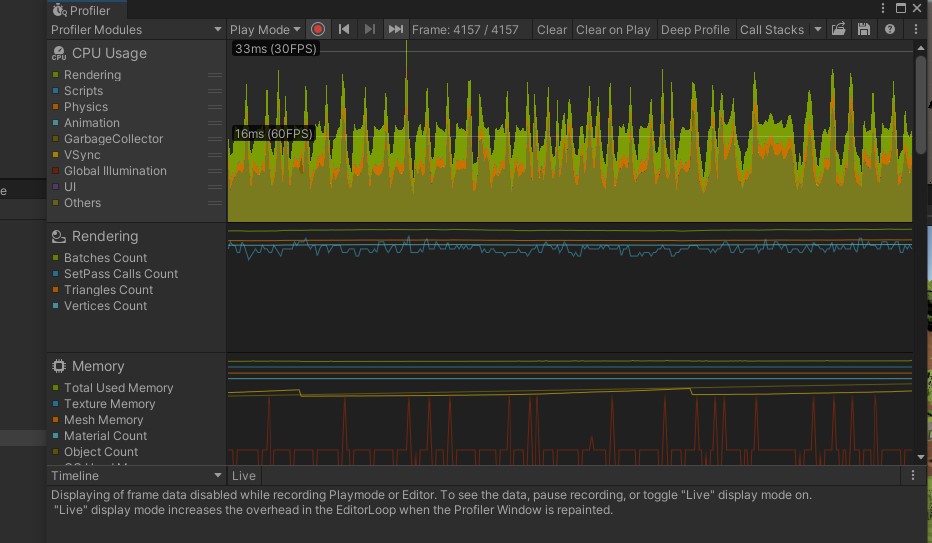 Profiler
Profiler Modules Play Mode Frame: 4157 / 4157 Clear Clear on Play Deep Profile Call Stacks
CPU Usage
Rendering
Scripts
Physics
Animation
GarbageCollector
VSync
Global Illumination
UI
Others
33ms (30FPS)
16ms (60FPS)
Rendering
Batches Count
SetPass Calls Count
Triangles Count
Vertices Count
Memory
Total Used Memory
Texture Memory
Mesh Memory
Material Count
Object Count
Timeline Live
Displaying of frame data disabled while recording Playmode or Editor. To see the data, pause recording, or toggle "Live" display mode on.
"Live" display mode increases the overhead in the EditorLoop when the Profiler Window is repainted.